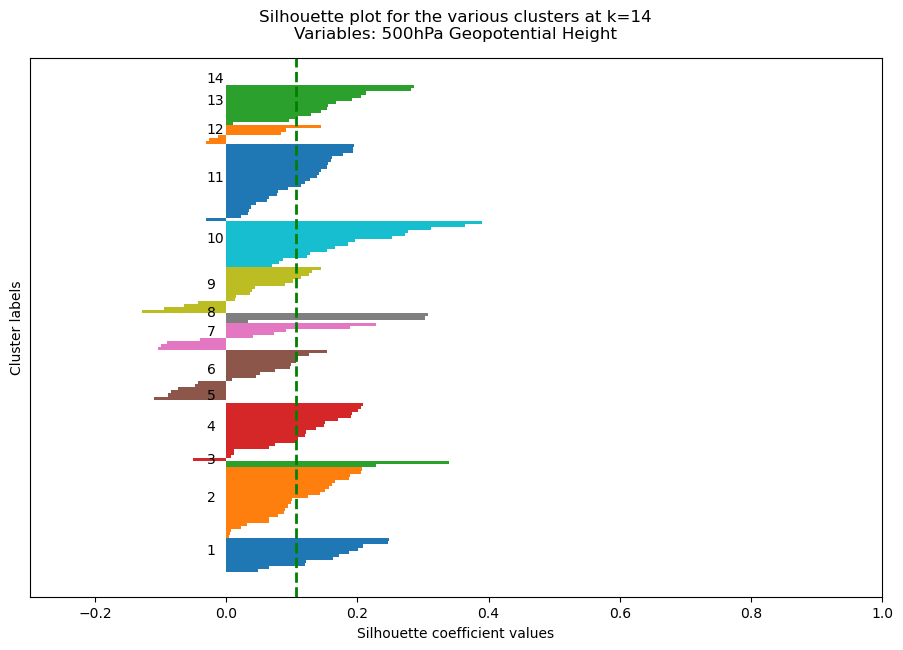 Silhouette plot for the various clusters at k=14
Variables: 500hPa Geopotential Height
14
13
12
11
10
9
8
7
6
5
4
3
2
1
Cluster labels
−0.2 0.0 0.2 0.4 0.6 0.8 1.0
Silhouette coefficient values